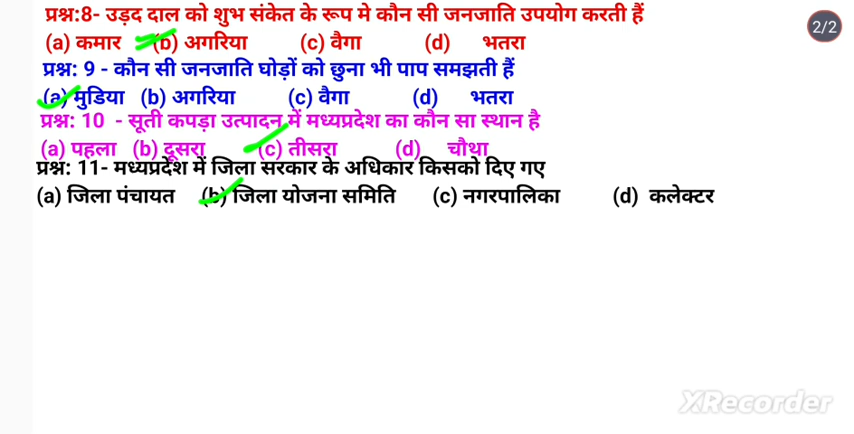 प्रश्न:8- उड़द दाल को शुभ संकेत के रूप मे कौन सी जनजाति उपयोग करती हैं
2/2
(a) कमार (b) अगरिया (c) वैगा (d) भतरा
प्रश्न: 9 - कौन सी जनजाति घोड़ों को छुना भी पाप समझती हैं
(a) मुडिया (b) अगरिया (c) वैगा (d) भतरा
प्रश्न: 10 - सूती कपड़ा उत्पादन में मध्यप्रदेश का कौन सा स्थान है
(a) पहला (b) दूसरा (c) तीसरा (d) चौथा
प्रश्न: 11- मध्यप्रदेश में जिला सरकार के अधिकार किसको दिए गए
(a) जिला पंचायत (b) जिला योजना समिति (c) नगरपालिका (d) कलेक्टर
XRecorder